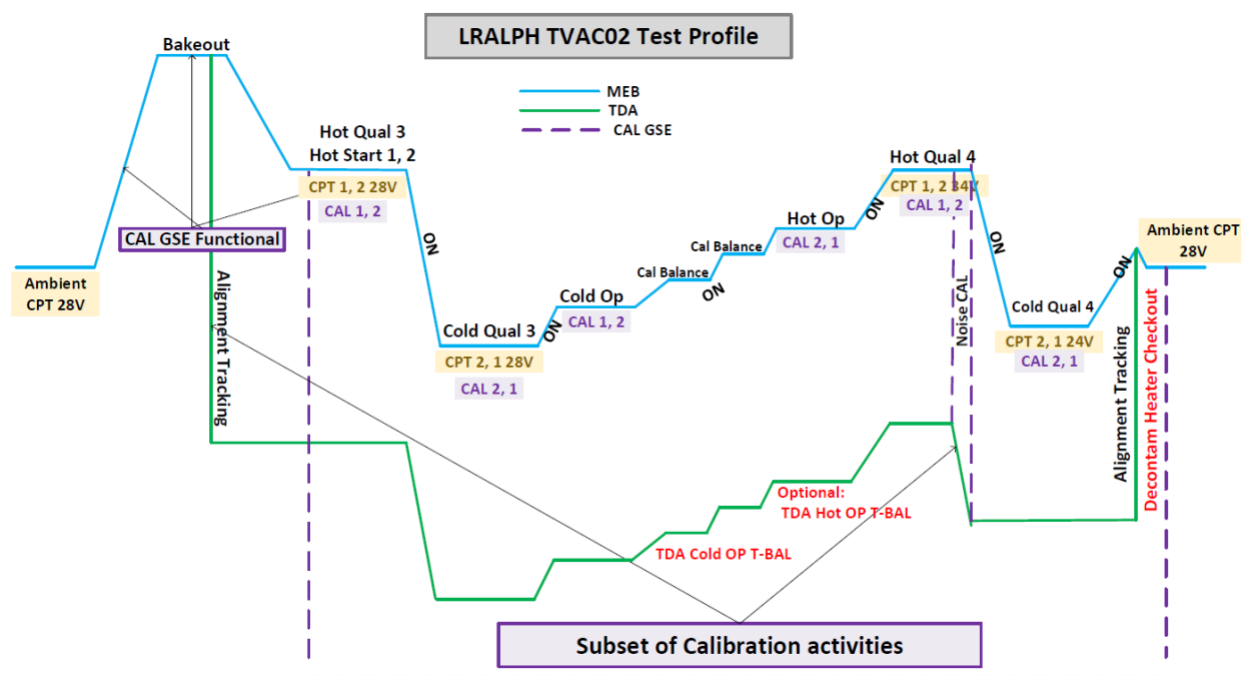 LRALPH TVAC02 Test Profile
MEB
TDA
CAL GSE
Bakeout
Hot Qual 3
Hot Start 1, 2
CPT 1, 2 28V
CAL 1, 2
CAL GSE Functional
Ambient
CPT 28V
Alignment Tracking
ON
Cold Qual 3
CPT 2, 1 28V
CAL 2, 1
ON
Cold Op
CAL 1, 2
Cal Balance
ON
Cal Balance
Hot Op
CAL 2, 1
ON
Hot Qual 4
CPT 1, 2 34V
CAL 1, 2
Noise CAL
ON
Cold Qual 4
CPT 2, 1 24V
CAL 2, 1
ON
Ambient CPT
28V
Alignment Tracking
Decontam Heater Checkout
Optional:
TDA Hot OP T-BAL
TDA Cold OP T-BAL
Subset of Calibration activities